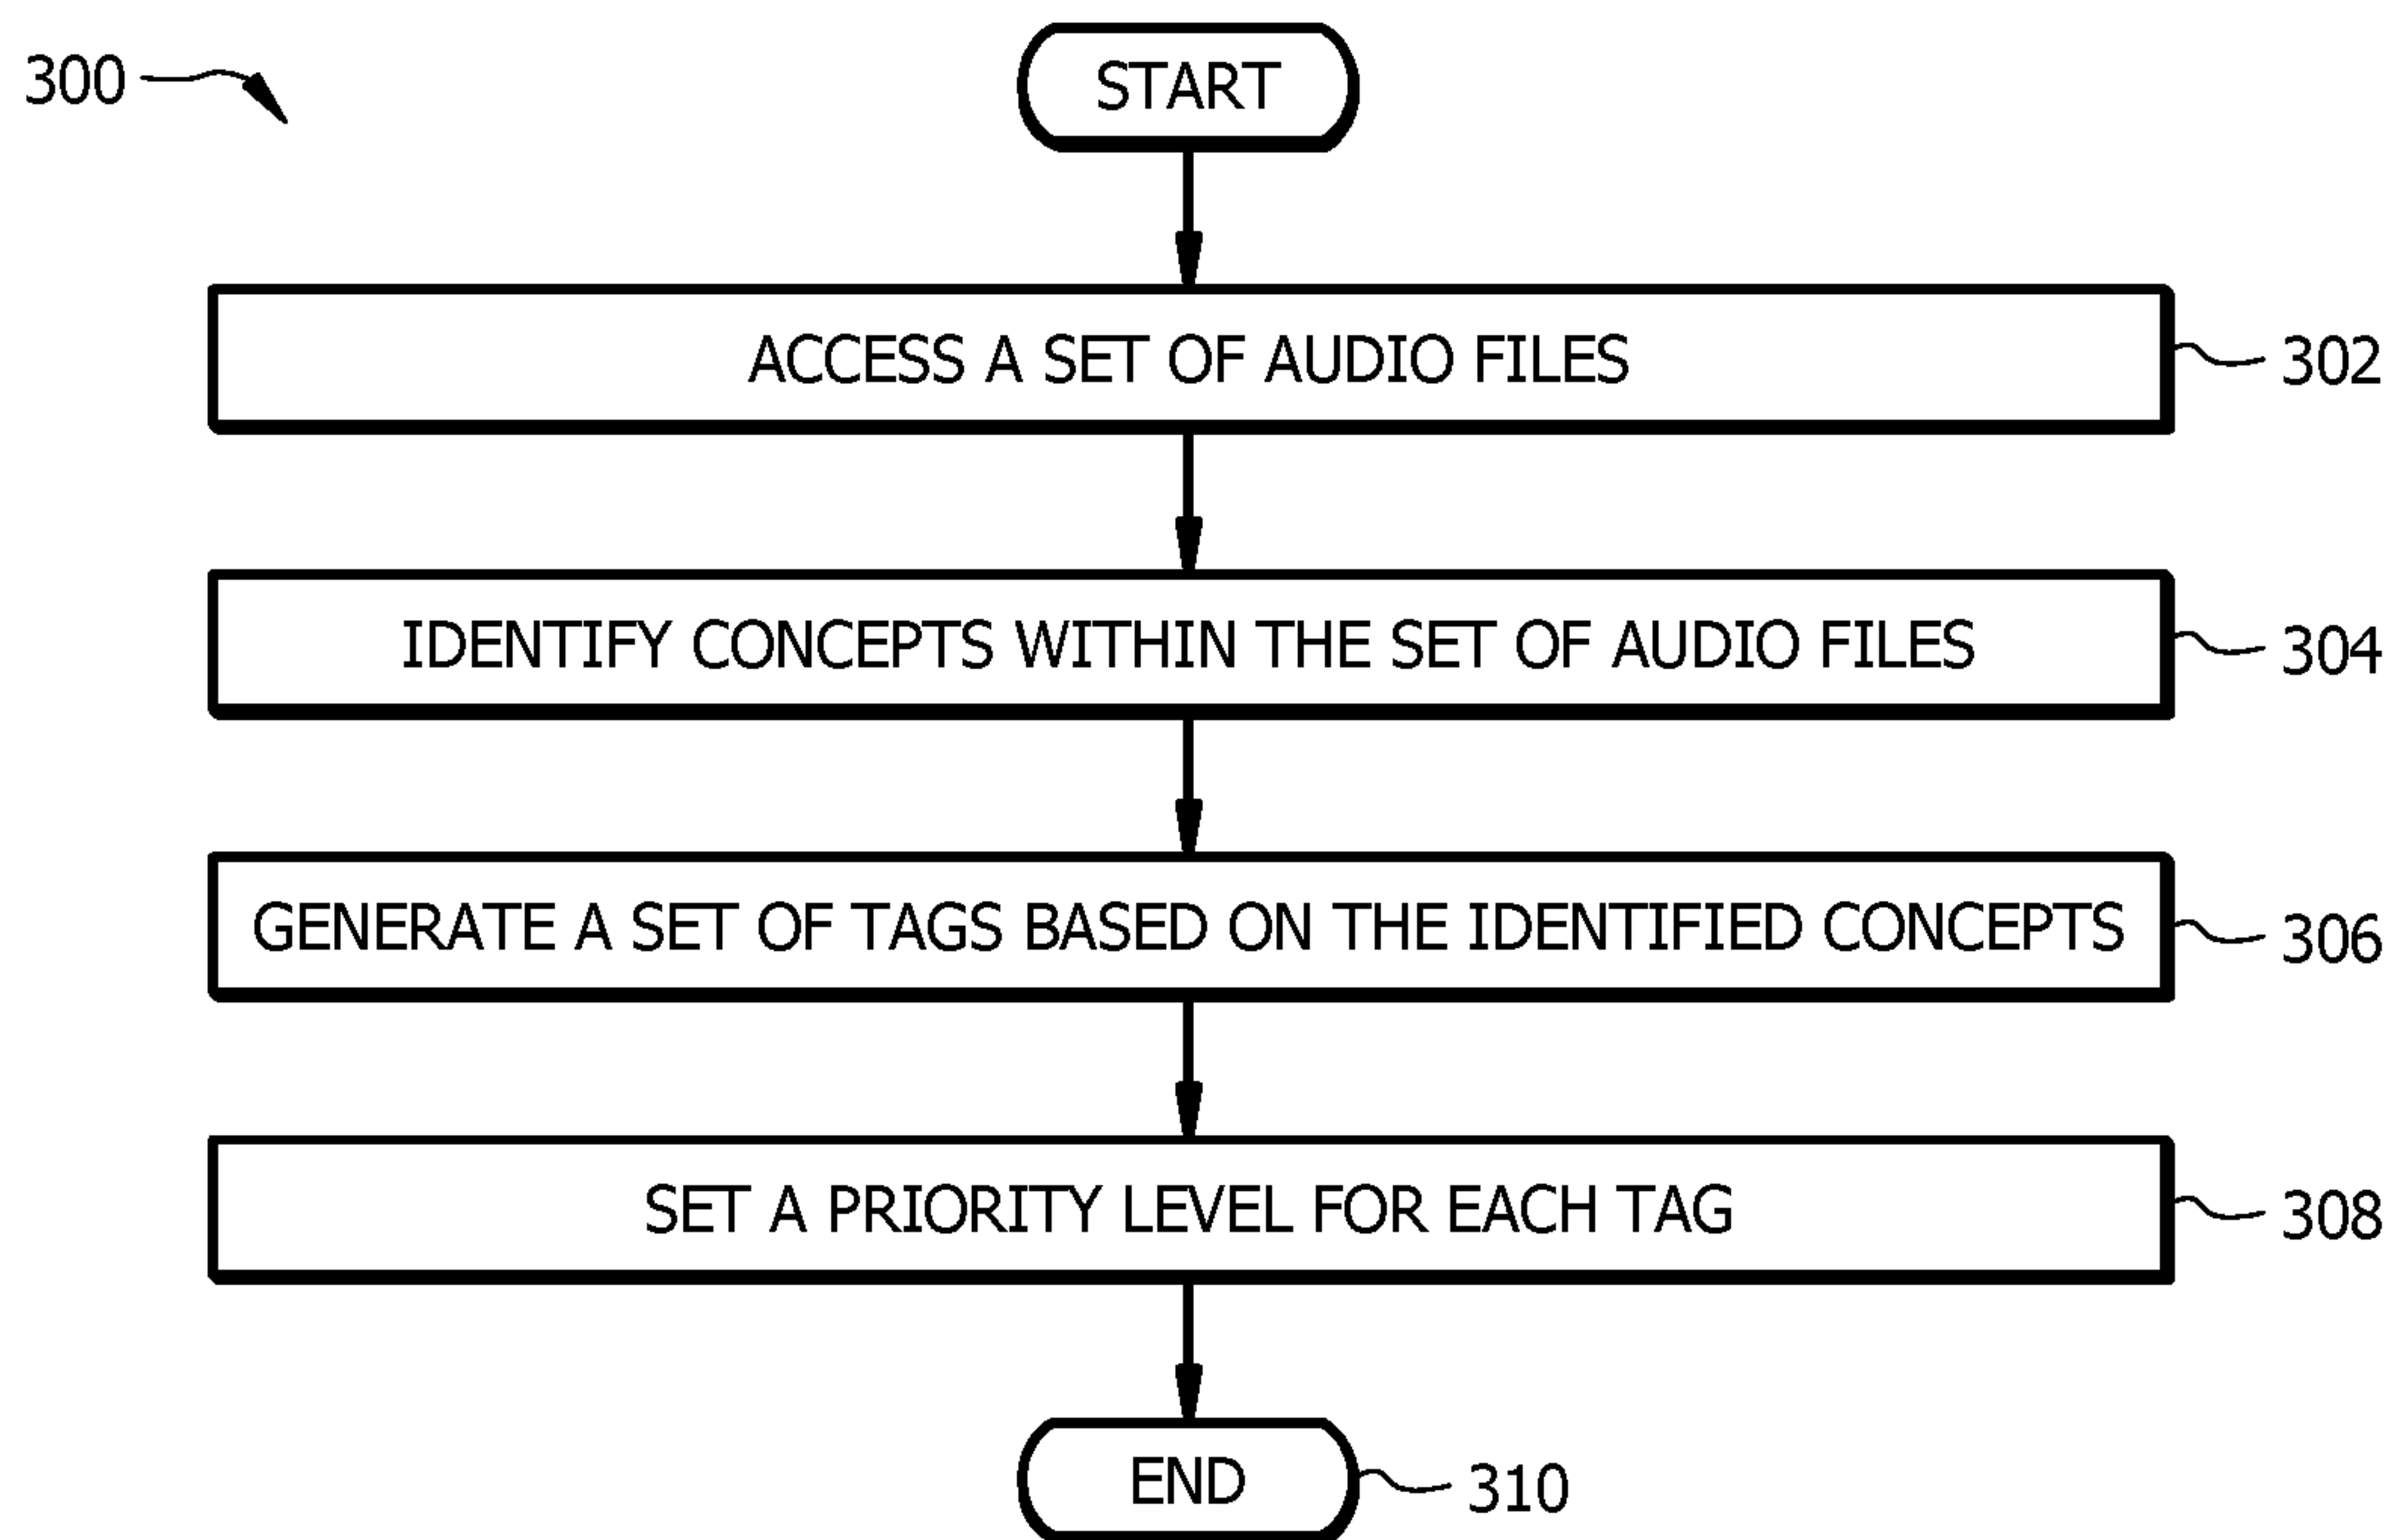 300
START
ACCESS A SET OF AUDIO FILES
302
IDENTIFY CONCEPTS WITHIN THE SET OF AUDIO FILES
304
GENERATE A SET OF TAGS BASED ON THE IDENTIFIED CONCEPTS
306
SET A PRIORITY LEVEL FOR EACH TAG
308
END
310